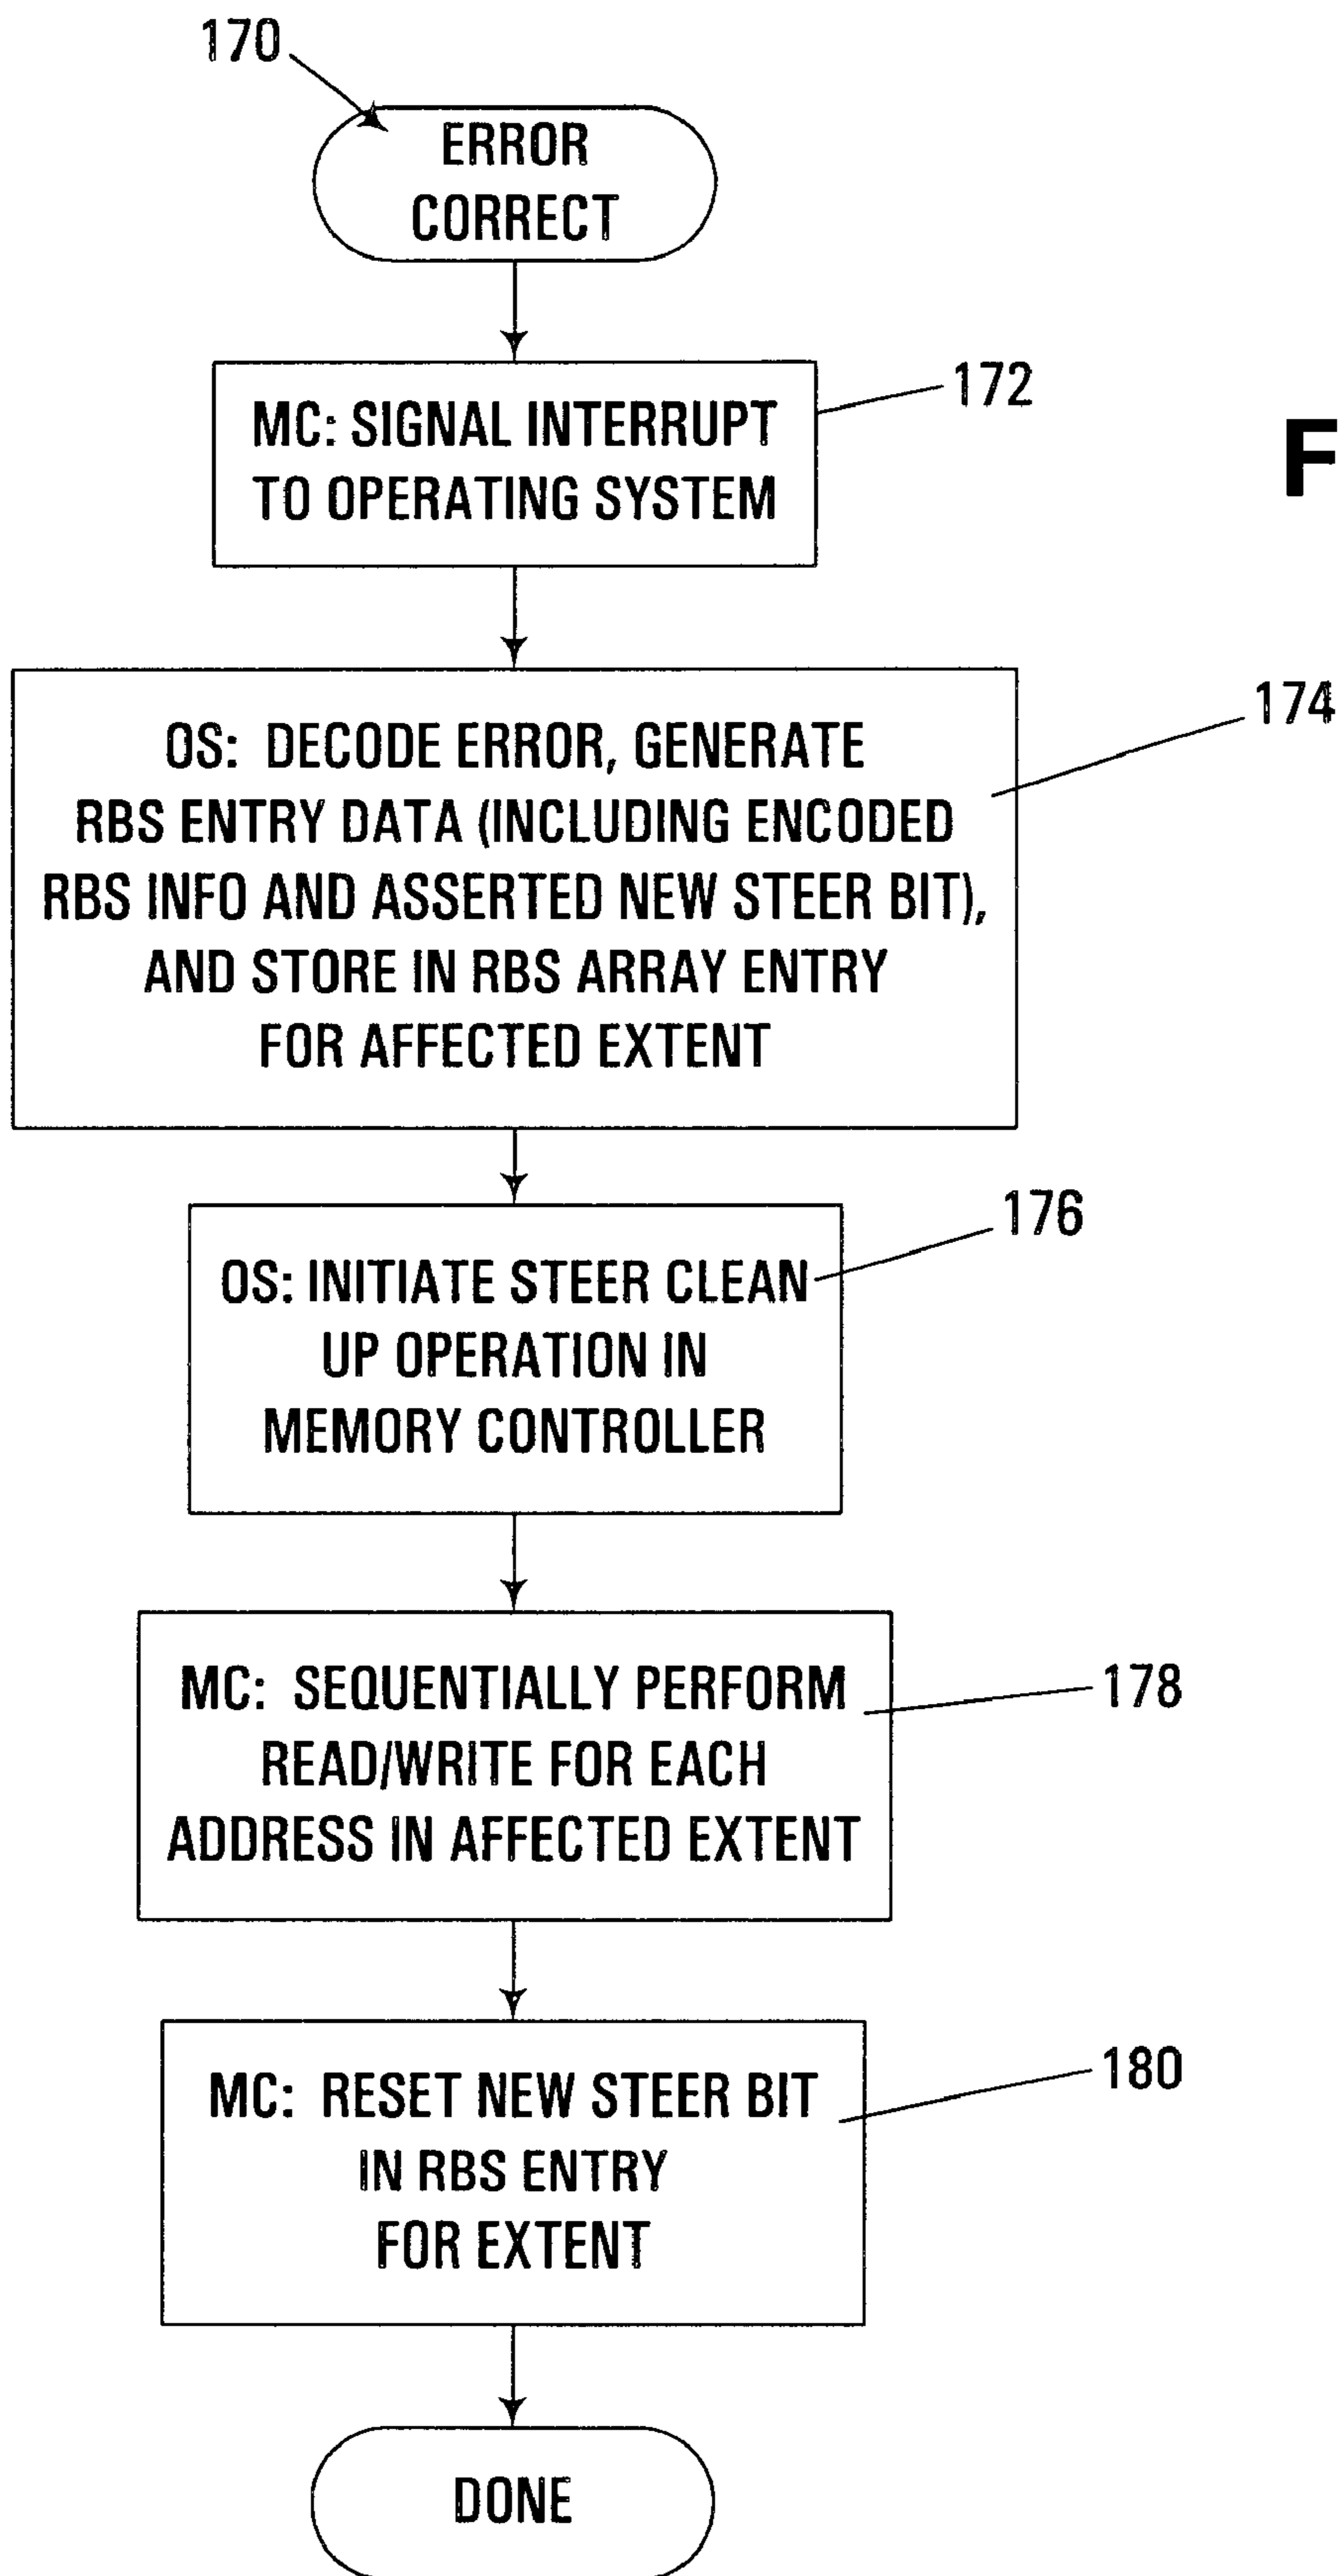 170
ERROR
CORRECT
172
MC: SIGNAL INTERRUPT
TO OPERATING SYSTEM
F
174
OS: DECODE ERROR, GENERATE
RBS ENTRY DATA (INCLUDING ENCODED
RBS INFO AND ASSERTED NEW STEER BIT),
AND STORE IN RBS ARRAY ENTRY
FOR AFFECTED EXTENT
176
OS: INITIATE STEER CLEAN
UP OPERATION IN
MEMORY CONTROLLER
178
MC: SEQUENTIALLY PERFORM
READ/WRITE FOR EACH
ADDRESS IN AFFECTED EXTENT
180
MC: RESET NEW STEER BIT
IN RBS ENTRY
FOR EXTENT
DONE